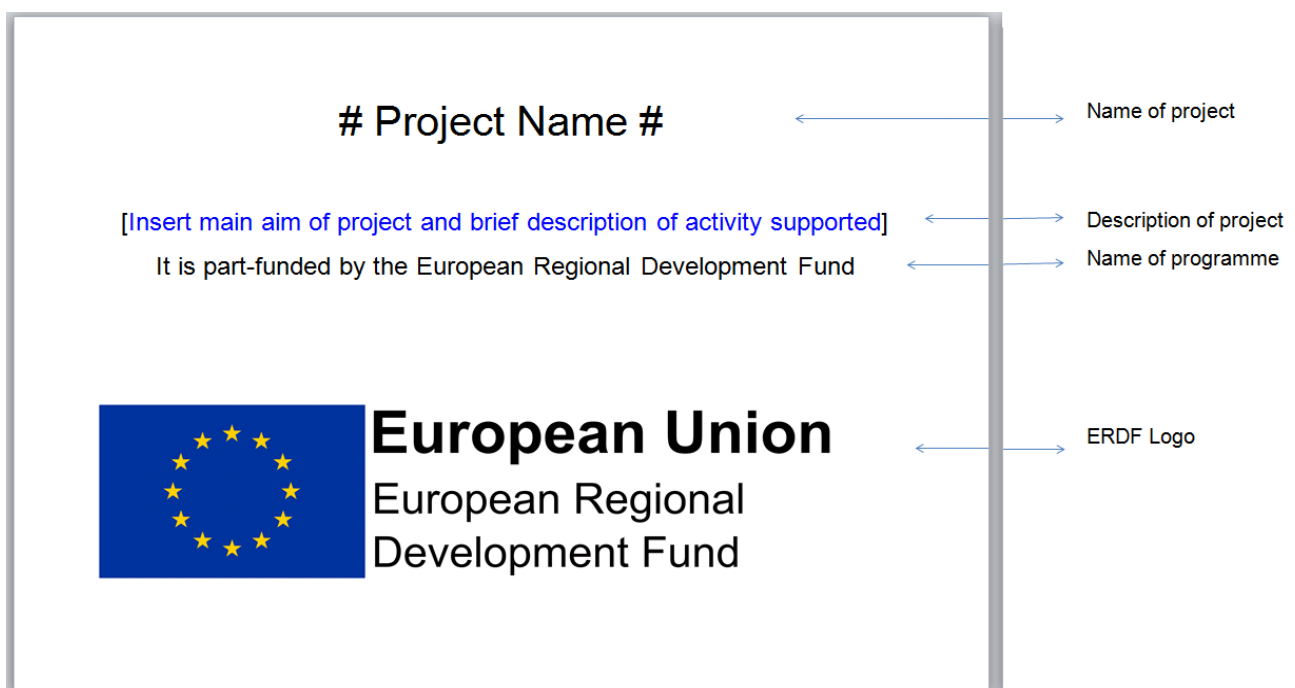 # Project Name #
Name of project
[Insert main aim of project and brief description of activity supported]
Description of project
It is part-funded by the European Regional Development Fund
Name of programme
European Union
European Regional
Development Fund
ERDF Logo